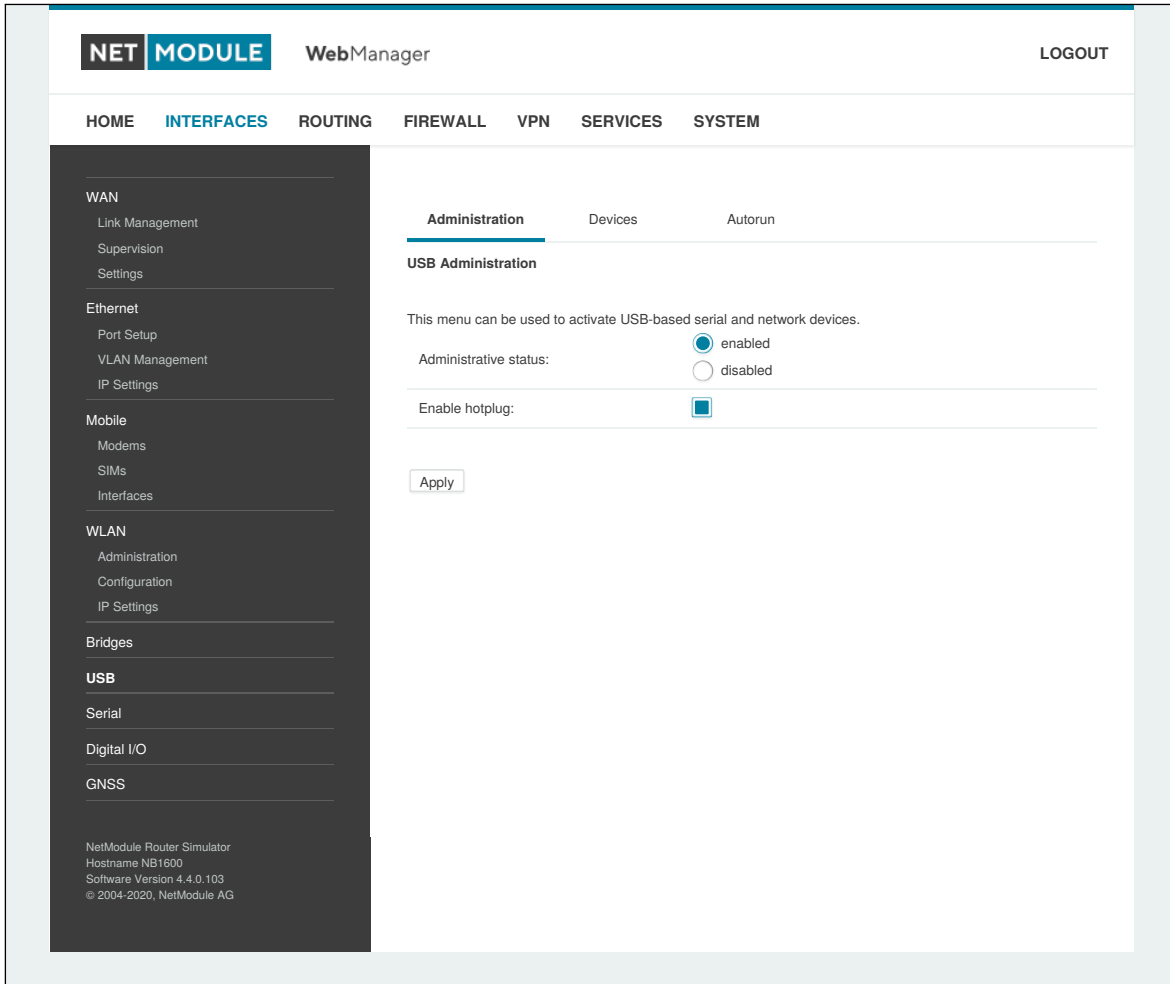 NET MODULE WebManager LOGOUT
HOME INTERFACES ROUTING FIREWALL VPN SERVICES SYSTEM
WAN
Link Management
Supervision
Settings
Ethernet
Port Setup
VLAN Management
IP Settings
Mobile
Modems
SIMs
Interfaces
WLAN
Administration
Configuration
IP Settings
Bridges
USB
Serial
Digital I/O
GNSS
NetModule Router Simulator
Hostname NB1600
Software Version 4.4.0.103
© 2004-2020, NetModule AG
Administration Devices Autorun
USB Administration
This menu can be used to activate USB-based serial and network devices.
Administrative status:
enabled
disabled
Enable hotplug:
Apply